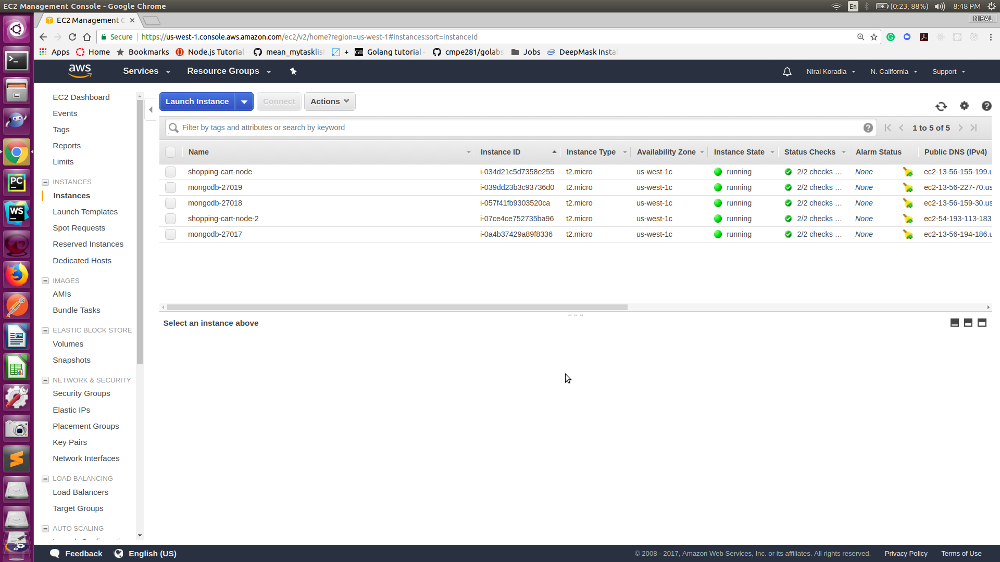 EC2 Management Console - Google Chrome
En (0:23, 88%) 8:48 PM
EC2 Management C
NIRAL
Secure https://us-west-1.console.aws.amazon.com/ec2/v2/home?region=us-west-1#Instances:sort=instanceId
Apps Home Bookmarks Node.js Tutorial mean_mytasklis + GB Golang tutorial - cmpe281/golabs Jobs DeepMask Insta
aws Services Resource Groups Niral Koradia N. California Support
EC2 Dashboard
Events
Tags
Reports
Limits
INSTANCES
Instances
Launch Templates
Spot Requests
Reserved Instances
Dedicated Hosts
IMAGES
AMIs
Bundle Tasks
ELASTIC BLOCK STORE
Volumes
Snapshots
NETWORK & SECURITY
Security Groups
Elastic IPs
Placement Groups
Key Pairs
Network Interfaces
LOAD BALANCING
Load Balancers
Target Groups
AUTO SCALING
Launch Instance Connect Actions
Filter by tags and attributes or search by keyword 1 to 5 of 5
Name Instance ID Instance Type Availability Zone Instance State Status Checks Alarm Status Public DNS (IPv4)
shopping-cart-node i-034d21c5d7358e255 t2.micro us-west-1c running 2/2 checks … None ec2-13-56-155-199.u
mongodb-27019 i-039dd23b3c93736d0 t2.micro us-west-1c running 2/2 checks … None ec2-13-56-227-70.us
mongodb-27018 i-057f41fb9303520ca t2.micro us-west-1c running 2/2 checks … None ec2-13-56-159-30.us
shopping-cart-node-2 i-07ce4ce752735ba96 t2.micro us-west-1c running 2/2 checks … None ec2-54-193-113-183.
mongodb-27017 i-0a4b37429a89f8336 t2.micro us-west-1c running 2/2 checks … None ec2-13-56-194-186.u
Select an instance above
PC
WS
Feedback English (US) © 2008 - 2017, Amazon Web Services, Inc. or its affiliates. All rights reserved. Privacy Policy Terms of Use